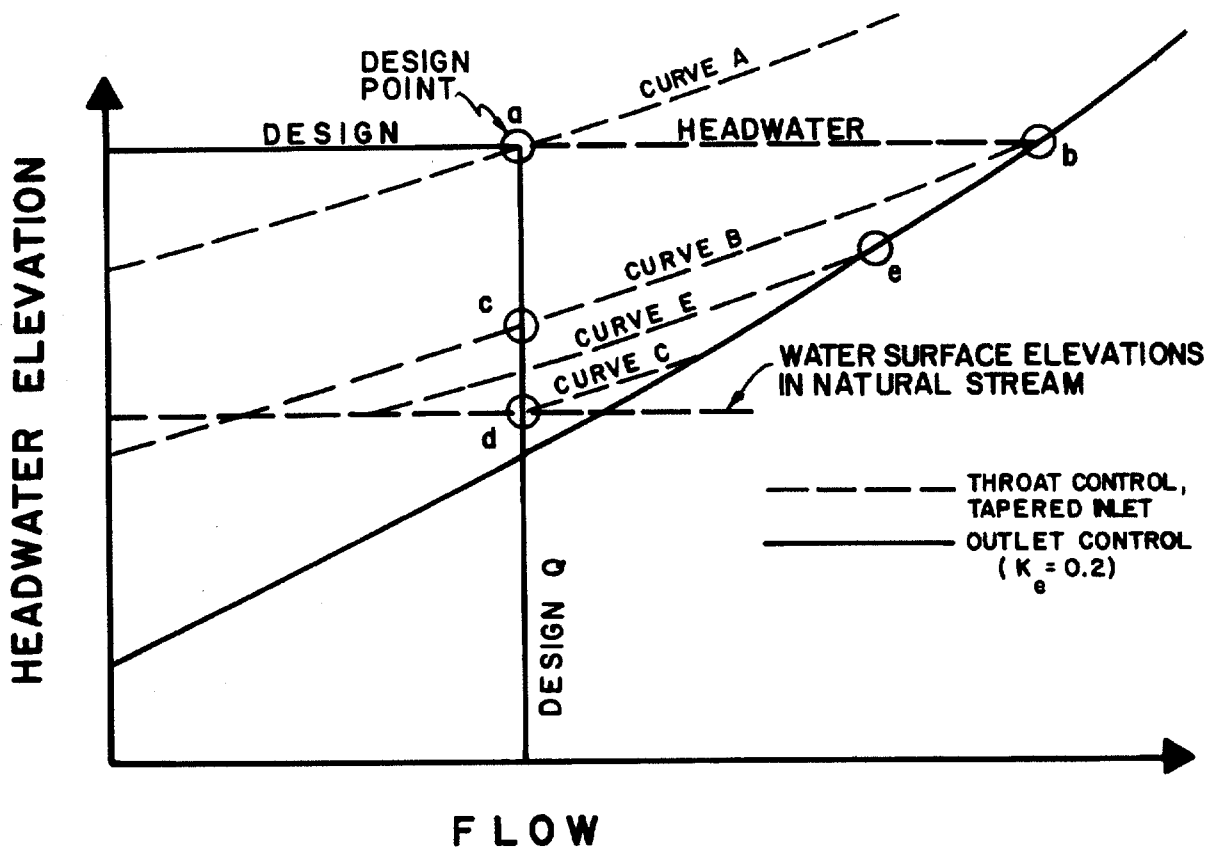 DESIGN
POINT
a
CURVE A
DESIGN
HEADWATER
b
CURVE B
e
c
CURVE E
CURVE C
WATER SURFACE ELEVATIONS
IN NATURAL STREAM
d
THROAT CONTROL,
TAPERED INLET
OUTLET CONTROL
(Ke=0.2)
DESIGN Q
HEADWATER ELEVATION
FLOW